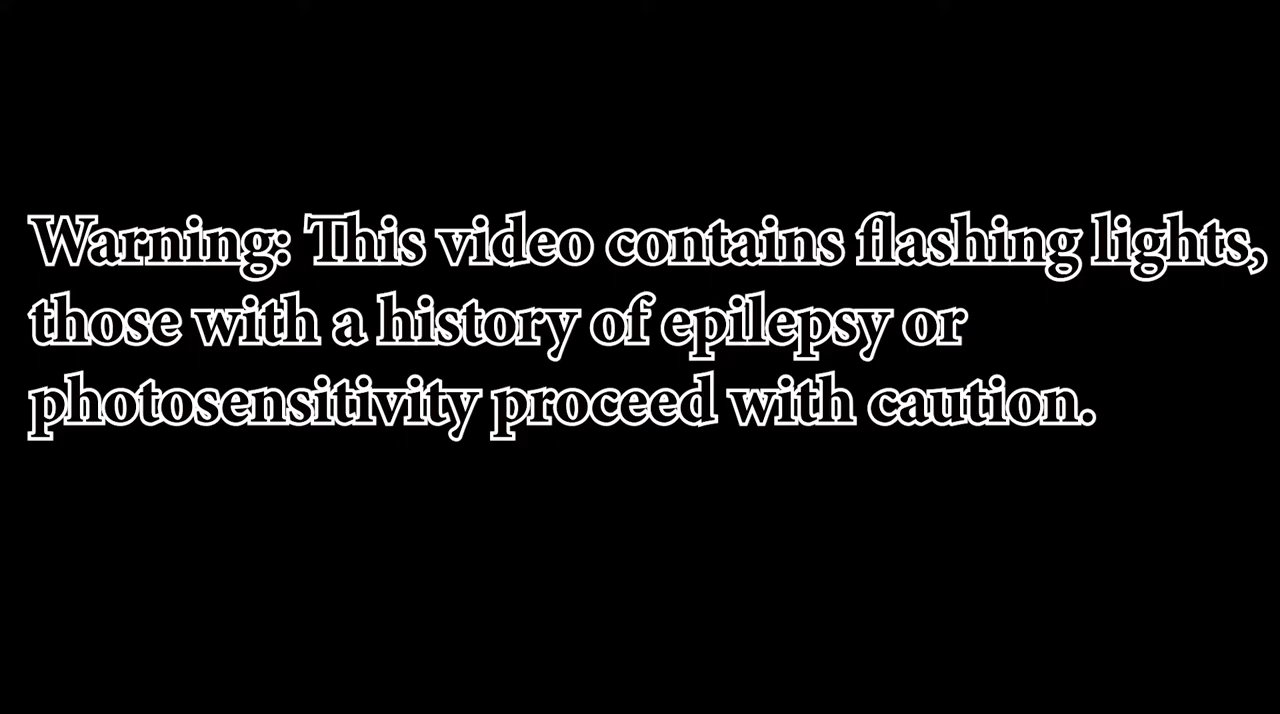 Warning: This video contains flashing lights,
those with a history of epilepsy or
photosensitivity proceed with caution.